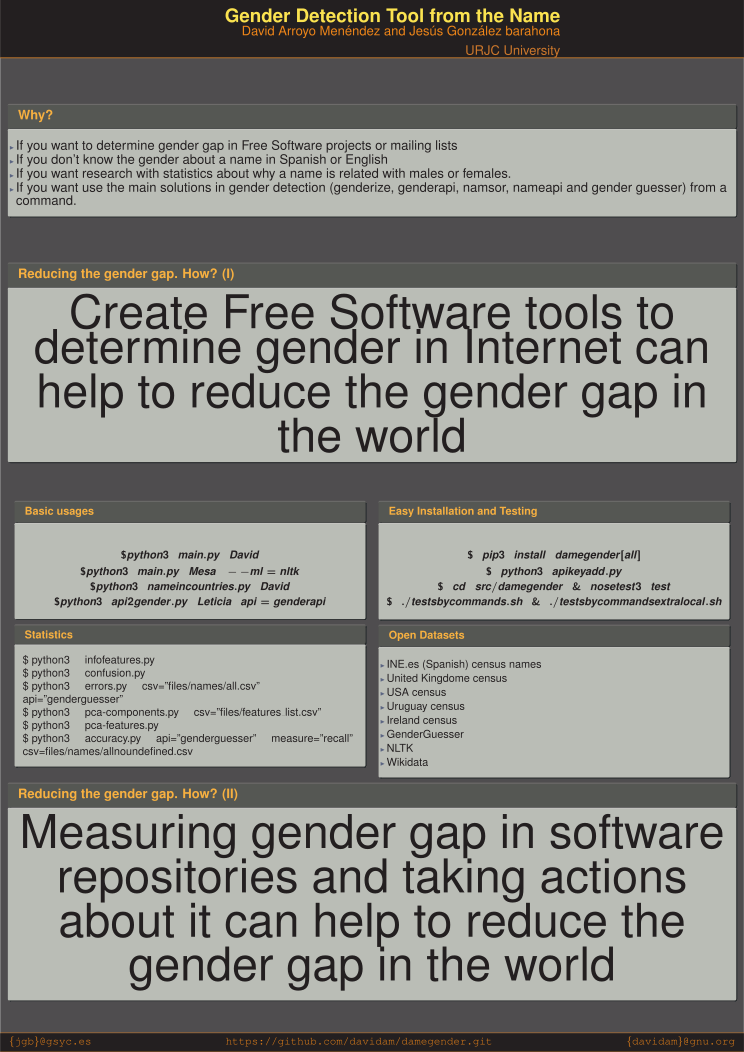 Gender Detection Tool from the Name
David Arroyo Menéndez and Jesús González barahona
URJC University
Why?
If you want to determine gender gap in Free Software projects or mailing lists
If you don't know the gender about a name in Spanish or English
If you want research with statistics about why a name is related with males or females.
If you want use the main solutions in gender detection (genderize, genderapi, namsor, nameapi and gender guesser) from a
command.
Reducing the gender gap. How? (I)
Create Free Software tools to
determine gender in Internet can
help to reduce the gender gap in
the world
Basic usages
$python3 main.py David
$python3 main.py Mesa −−ml = nltk
$python3 nameincountries.py David
$python3 api2gender.py Leticia api = genderapi
Easy Installation and Testing
$ pip3 install damegender[all]
$ python3 apikeyadd.py
$ cd src/damegender & nosetest3 test
$ ./testsbycommands.sh & ./testsbycommandsextralocal.sh
Statistics
$ python3 infofeatures.py
$ python3 confusion.py
$ python3 errors.py csv="files/names/all.csv"
api="genderguesser"
$ python3 pca-components.py csv="files/features list.csv"
$ python3 pca-features.py
$ python3 accuracy.py api="genderguesser" measure="recall"
csv=files/names/allnoundefined.csv
Open Datasets
INE.es (Spanish) census names
United Kingdome census
USA census
Uruguay census
Ireland census
GenderGuesser
NLTK
Wikidata
Reducing the gender gap. How? (II)
Measuring gender gap in software
repositories and taking actions
about it can help to reduce the
gender gap in the world
{jgb}@gsyc.es https://github.com/davidam/damegender.git {davidam}@gnu.org